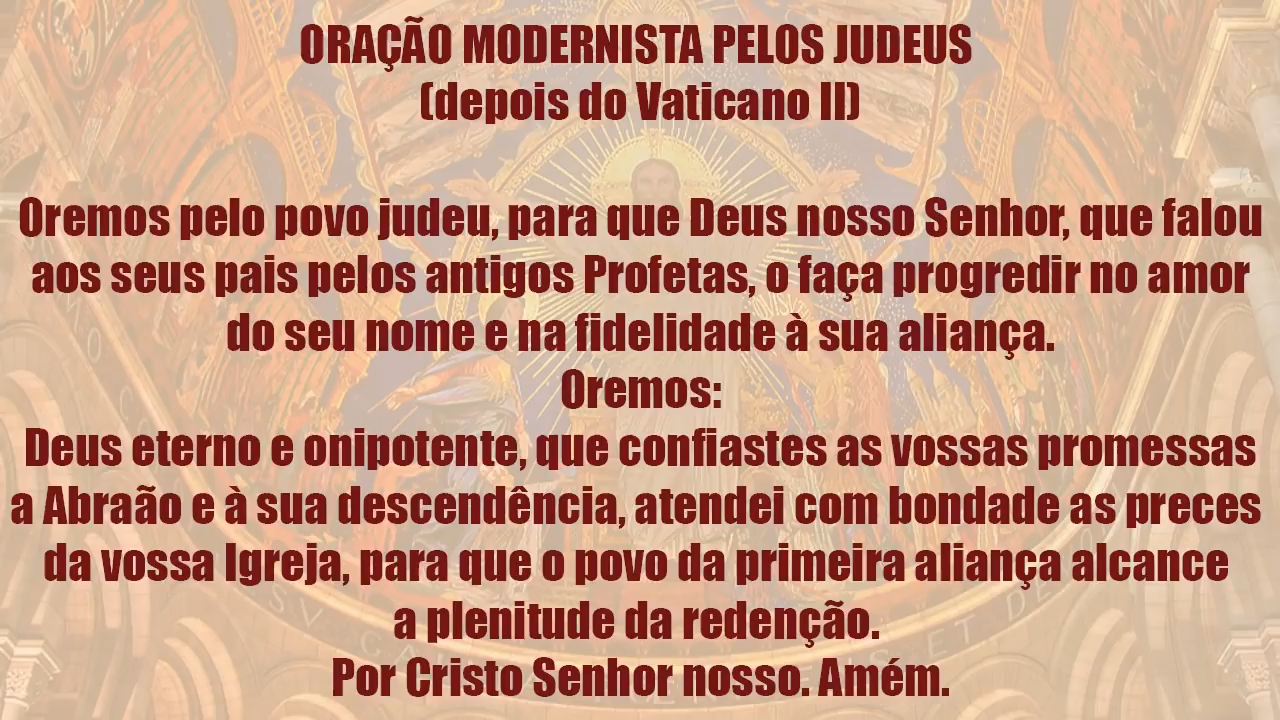 ORAÇÃO MODERNISTA PELOS JUDEUS
(depois do Vaticano II)
Oremos pelo povo judeu, para que Deus nosso Senhor, que falou
aos seus pais pelos antigos Profetas, o faça progredir no amor
do seu nome e na fidelidade à sua aliança.
Oremos:
Deus eterno e onipotente, que confiastes as vossas promessas
a Abraão e à sua descendência, atendei com bondade as preces
da vossa Igreja, para que o povo da primeira aliança alcance
a plenitude da redenção.
Por Cristo Senhor nosso. Amém.